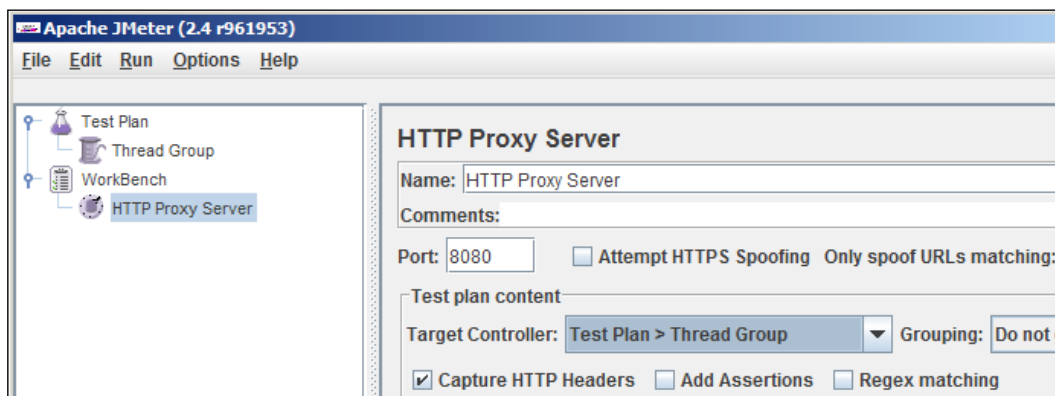 Apache JMeter (2.4 r961953)
File Edit Run Options Help
Test Plan
Thread Group
WorkBench
HTTP Proxy Server
HTTP Proxy Server
Name: HTTP Proxy Server
Comments:
Port: 8080 Attempt HTTPS Spoofing Only spoof URLs matching:
Test plan content
Target Controller: Test Plan > Thread Group Grouping: Do not
Capture HTTP Headers Add Assertions Regex matching